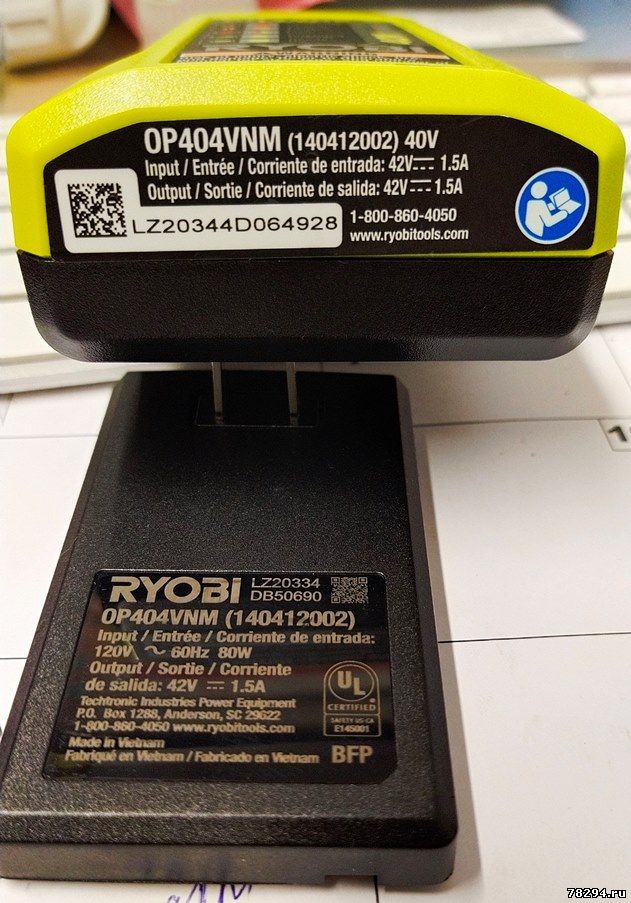 RYOBI
OP404VNM (140412002) 40V
Input / Entrée / Corriente de entrada: 42V⎓ 1.5A
Output / Sortie / Corriente de salida: 42V⎓ 1.5A
LZ20344D064928
1-800-860-4050
www.ryobitools.com
1
RYOBI LZ20334
DB50690
OP404VNM (140412002)
Input / Entrée / Corriente de entrada:
120V ∼ 60Hz 80W
Output / Sortie / Corriente
de salida: 42V ⎓ 1.5A
Techtronic Industries Power Equipment
P.O. Box 1288, Anderson, SC 29622
1-800-860-4050 www.ryobitools.com
Made in Vietnam
Fabriqué en Vietnam / Fabricado en Vietnam
UL
CERTIFIED
SAFETY US-CA
E145001
BFP
78294.ru